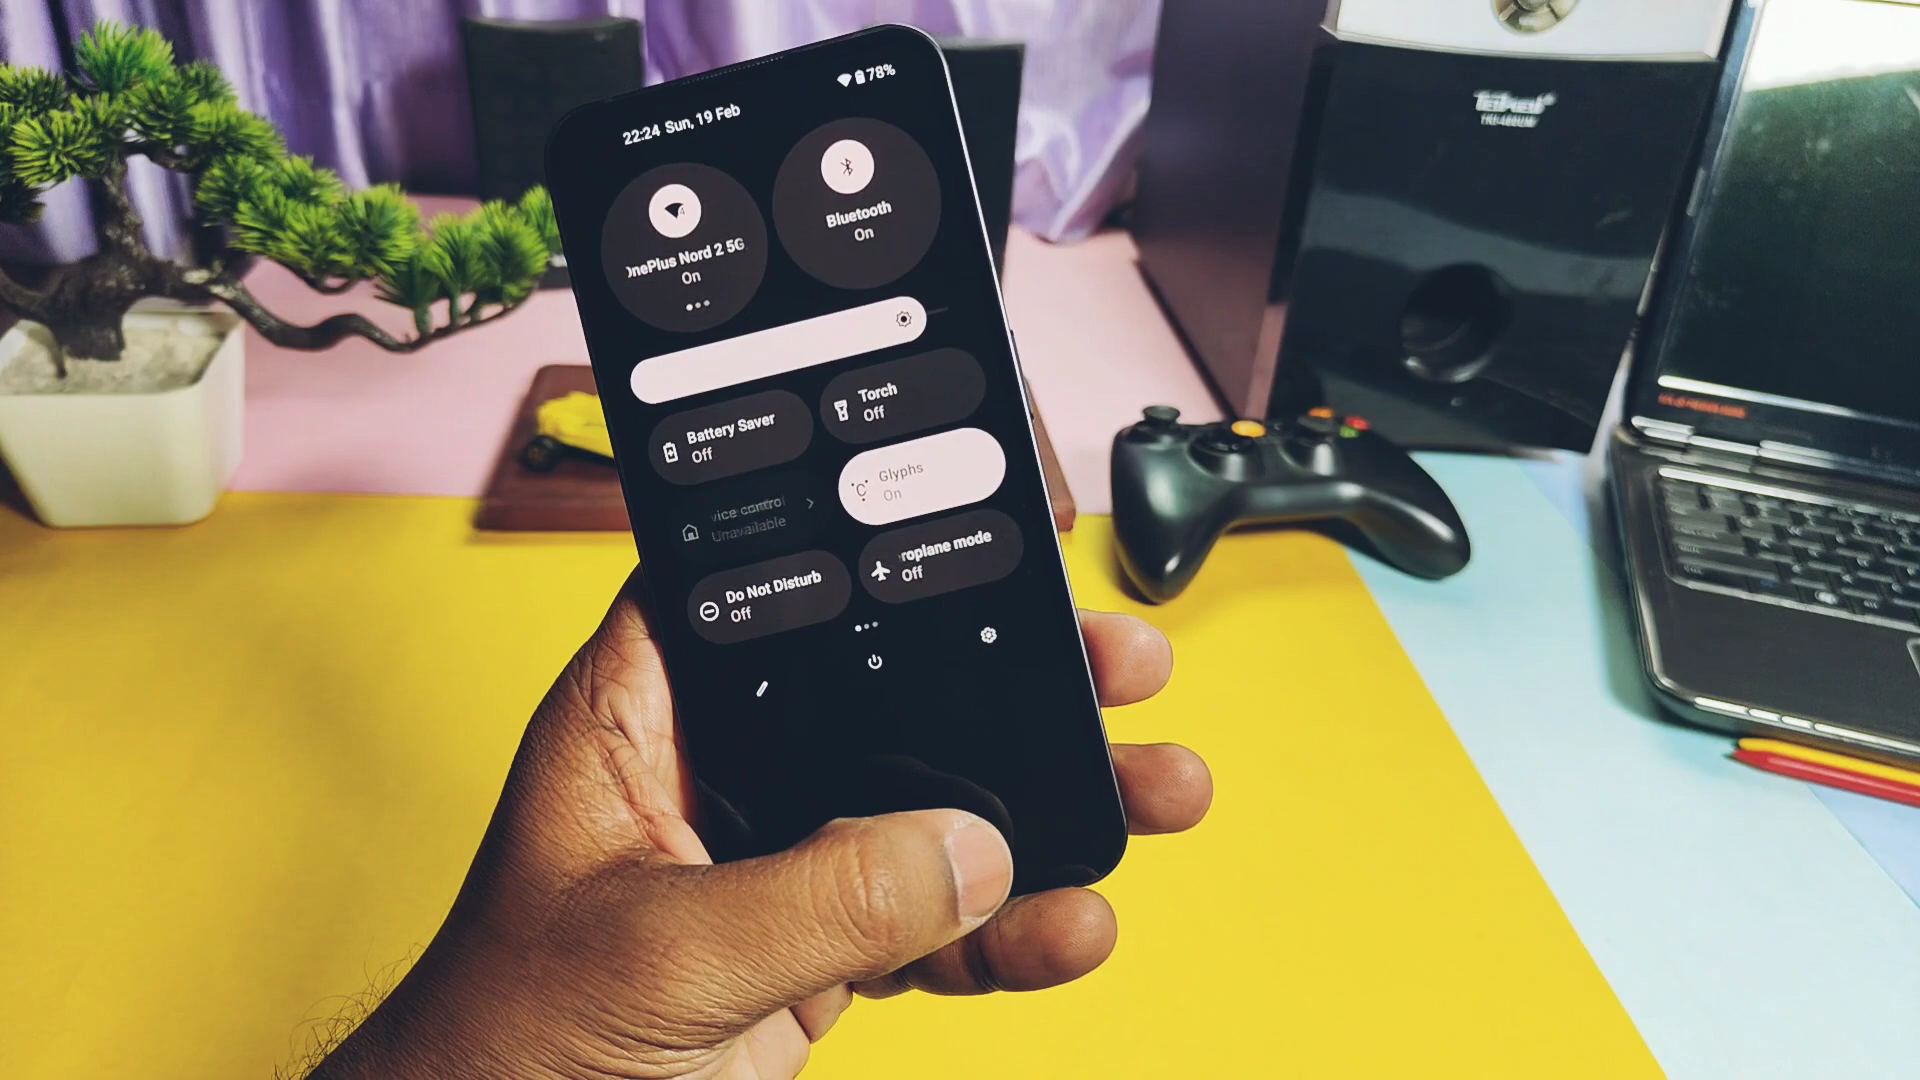 22:24 Sun, 19 Feb
78%
OnePlus Nord 2 5G
On
Bluetooth
On
Battery Saver
Off
Torch
Off
vice control
Unavailable
Glyphs
On
Do Not Disturb
Off
roplane mode
Off